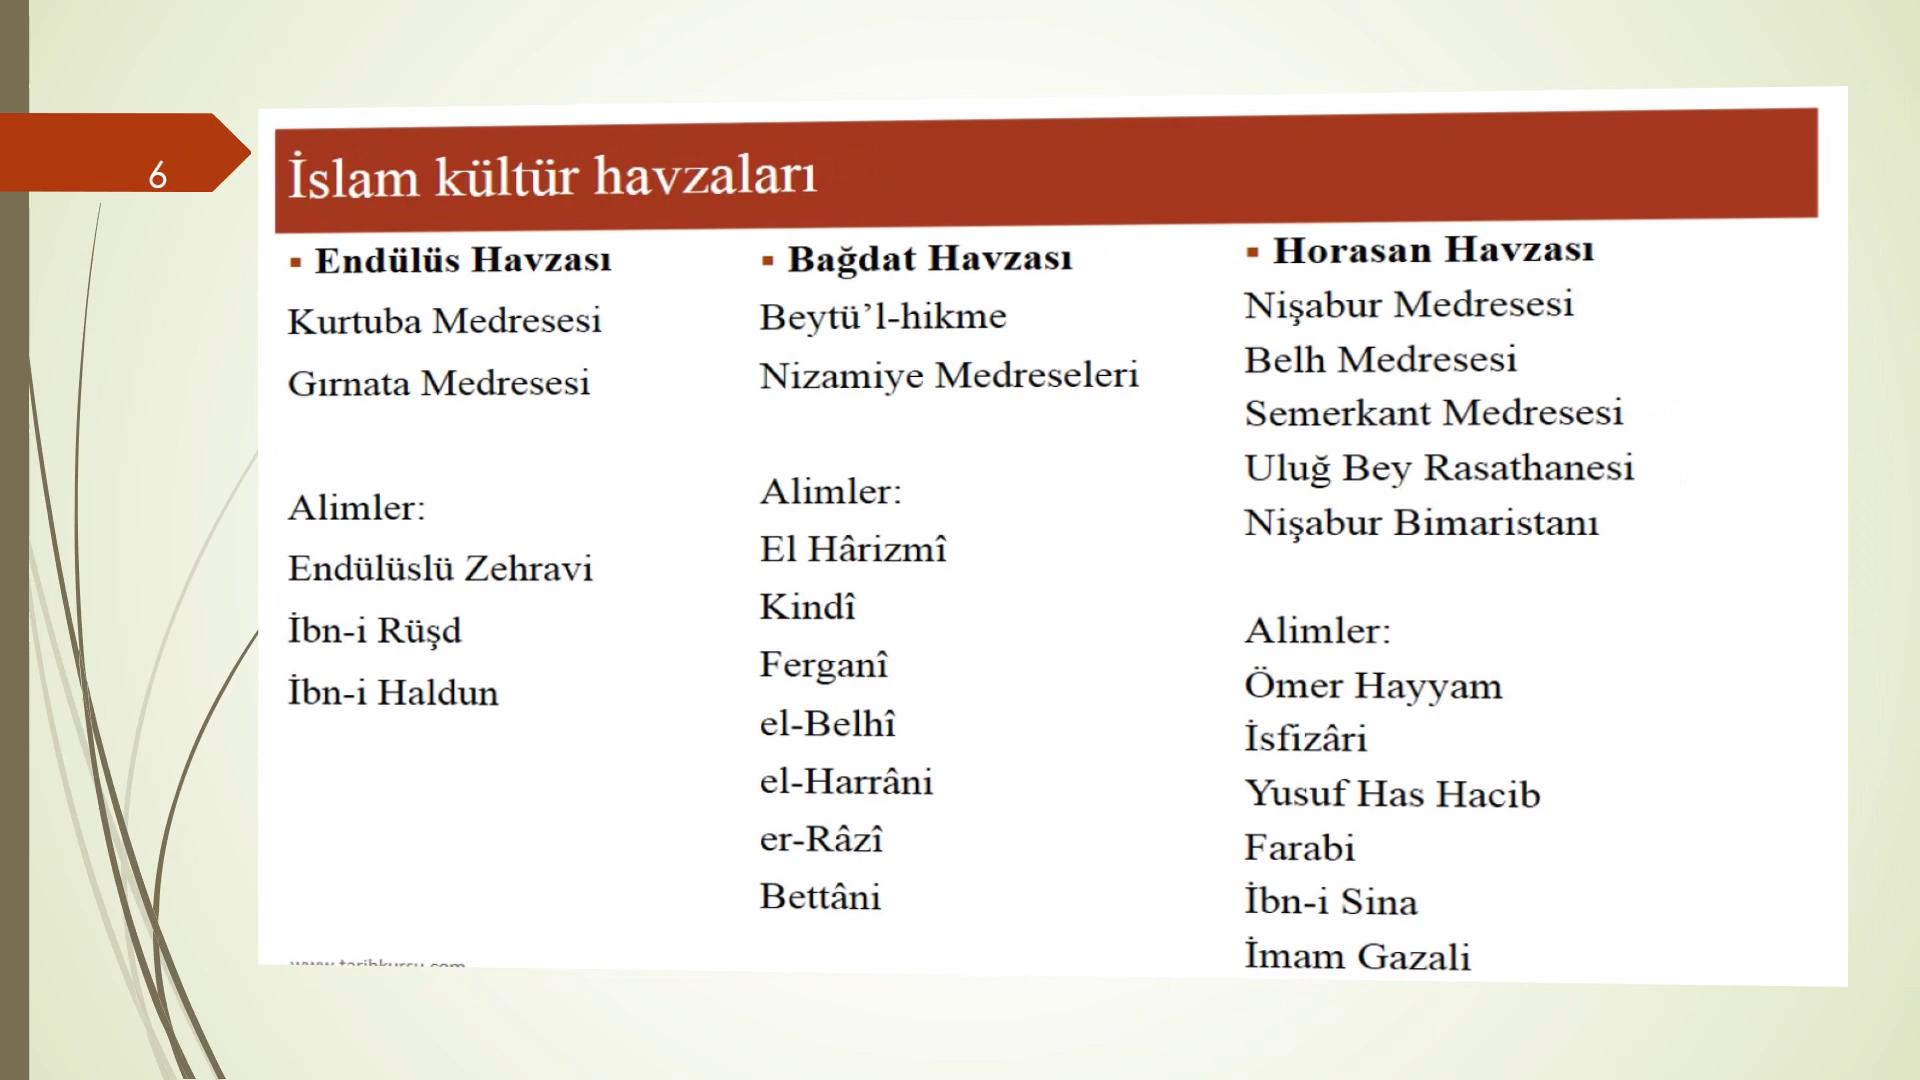 6
İslam kültür havzaları
▪ Endülüs Havzası
Kurtuba Medresesi
Gırnata Medresesi
Alimler:
Endülüslü Zehravi
İbn-i Rüşd
İbn-i Haldun
▪ Bağdat Havzası
Beytü’l-hikme
Nizamiye Medreseleri
Alimler:
El Hârizmî
Kindî
Ferganî
el-Belhî
el-Harrâni
er-Râzî
Bettâni
▪ Horasan Havzası
Nişabur Medresesi
Belh Medresesi
Semerkant Medresesi
Uluğ Bey Rasathanesi
Nişabur Bimaristanı
Alimler:
Ömer Hayyam
İsfizâri
Yusuf Has Hacib
Farabi
İbn-i Sina
İmam Gazali
www.tarihkursu.com